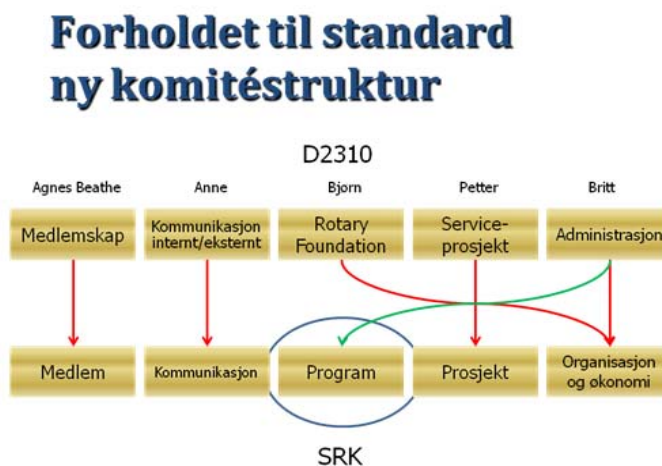 Forholdet til standard
ny komitéstruktur
D2310
Agnes Beathe Anne Bjørn Petter Britt
Medlemskap
Kommunikasjon
internt/eksternt
Rotary
Foundation
Service-
prosjekt
Administrasjon
Medlem
Kommunikasjon
Program
Prosjekt
Organisasjon
og økonomi
SRK